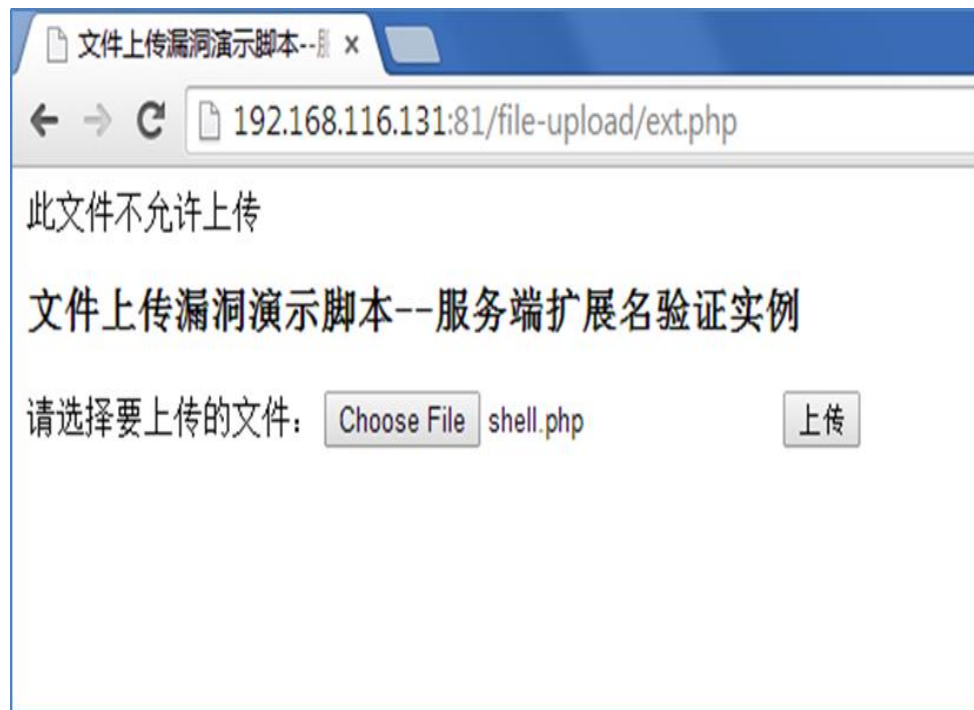 文件上传漏洞演示脚本--服
192.168.116.131:81/file-upload/ext.php
此文件不允许上传
文件上传漏洞演示脚本--服务端扩展名验证实例
请选择要上传的文件： Choose File shell.php 上传